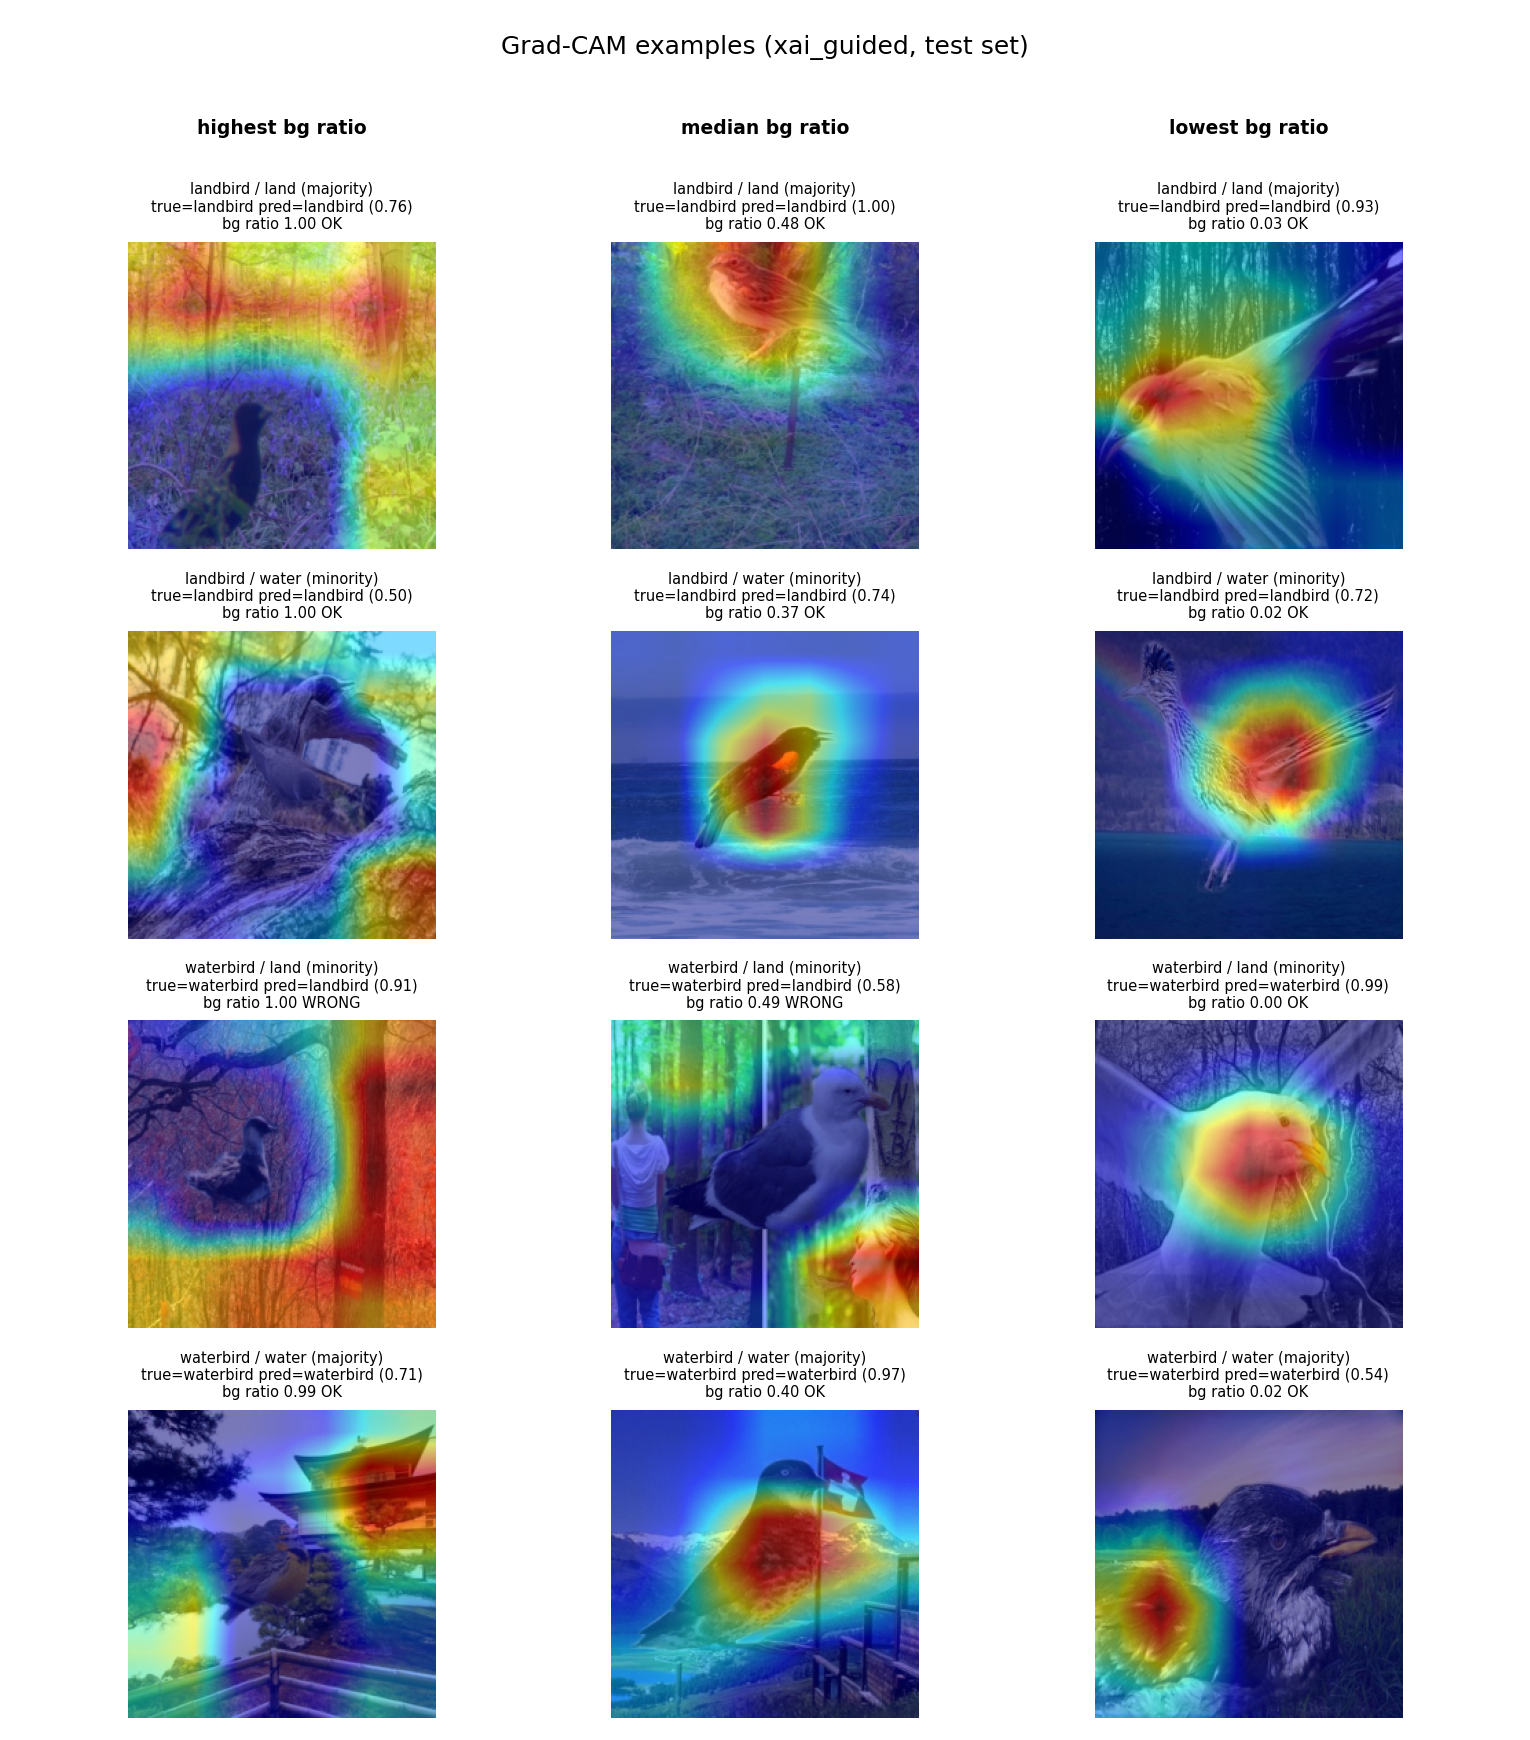 Grad-CAM examples (xai_guided, test set)
highest bg ratio
median bg ratio
lowest bg ratio
landbird / land (majority)
true=landbird pred=landbird (0.76)
bg ratio 1.00 OK
landbird / land (majority)
true=landbird pred=landbird (1.00)
bg ratio 0.48 OK
landbird / land (majority)
true=landbird pred=landbird (0.93)
bg ratio 0.03 OK
landbird / water (minority)
true=landbird pred=landbird (0.50)
bg ratio 1.00 OK
landbird / water (minority)
true=landbird pred=landbird (0.74)
bg ratio 0.37 OK
landbird / water (minority)
true=landbird pred=landbird (0.72)
bg ratio 0.02 OK
waterbird / land (minority)
true=waterbird pred=landbird (0.91)
bg ratio 1.00 WRONG
waterbird / land (minority)
true=waterbird pred=landbird (0.58)
bg ratio 0.49 WRONG
waterbird / land (minority)
true=waterbird pred=waterbird (0.99)
bg ratio 0.00 OK
waterbird / water (majority)
true=waterbird pred=waterbird (0.71)
bg ratio 0.99 OK
waterbird / water (majority)
true=waterbird pred=waterbird (0.97)
bg ratio 0.40 OK
waterbird / water (majority)
true=waterbird pred=waterbird (0.54)
bg ratio 0.02 OK